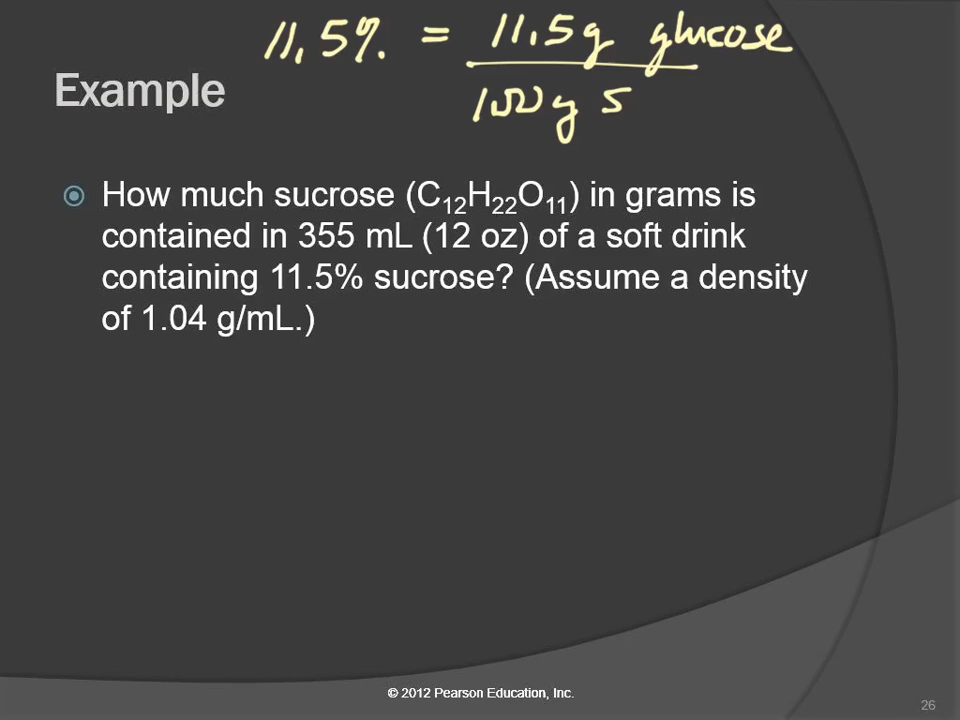 11.5% = 11.5g glucose
100g s
Example
How much sucrose (C₁₂H₂₂O₁₁) in grams is
contained in 355 mL (12 oz) of a soft drink
containing 11.5% sucrose? (Assume a density
of 1.04 g/mL.)
© 2012 Pearson Education, Inc.
26